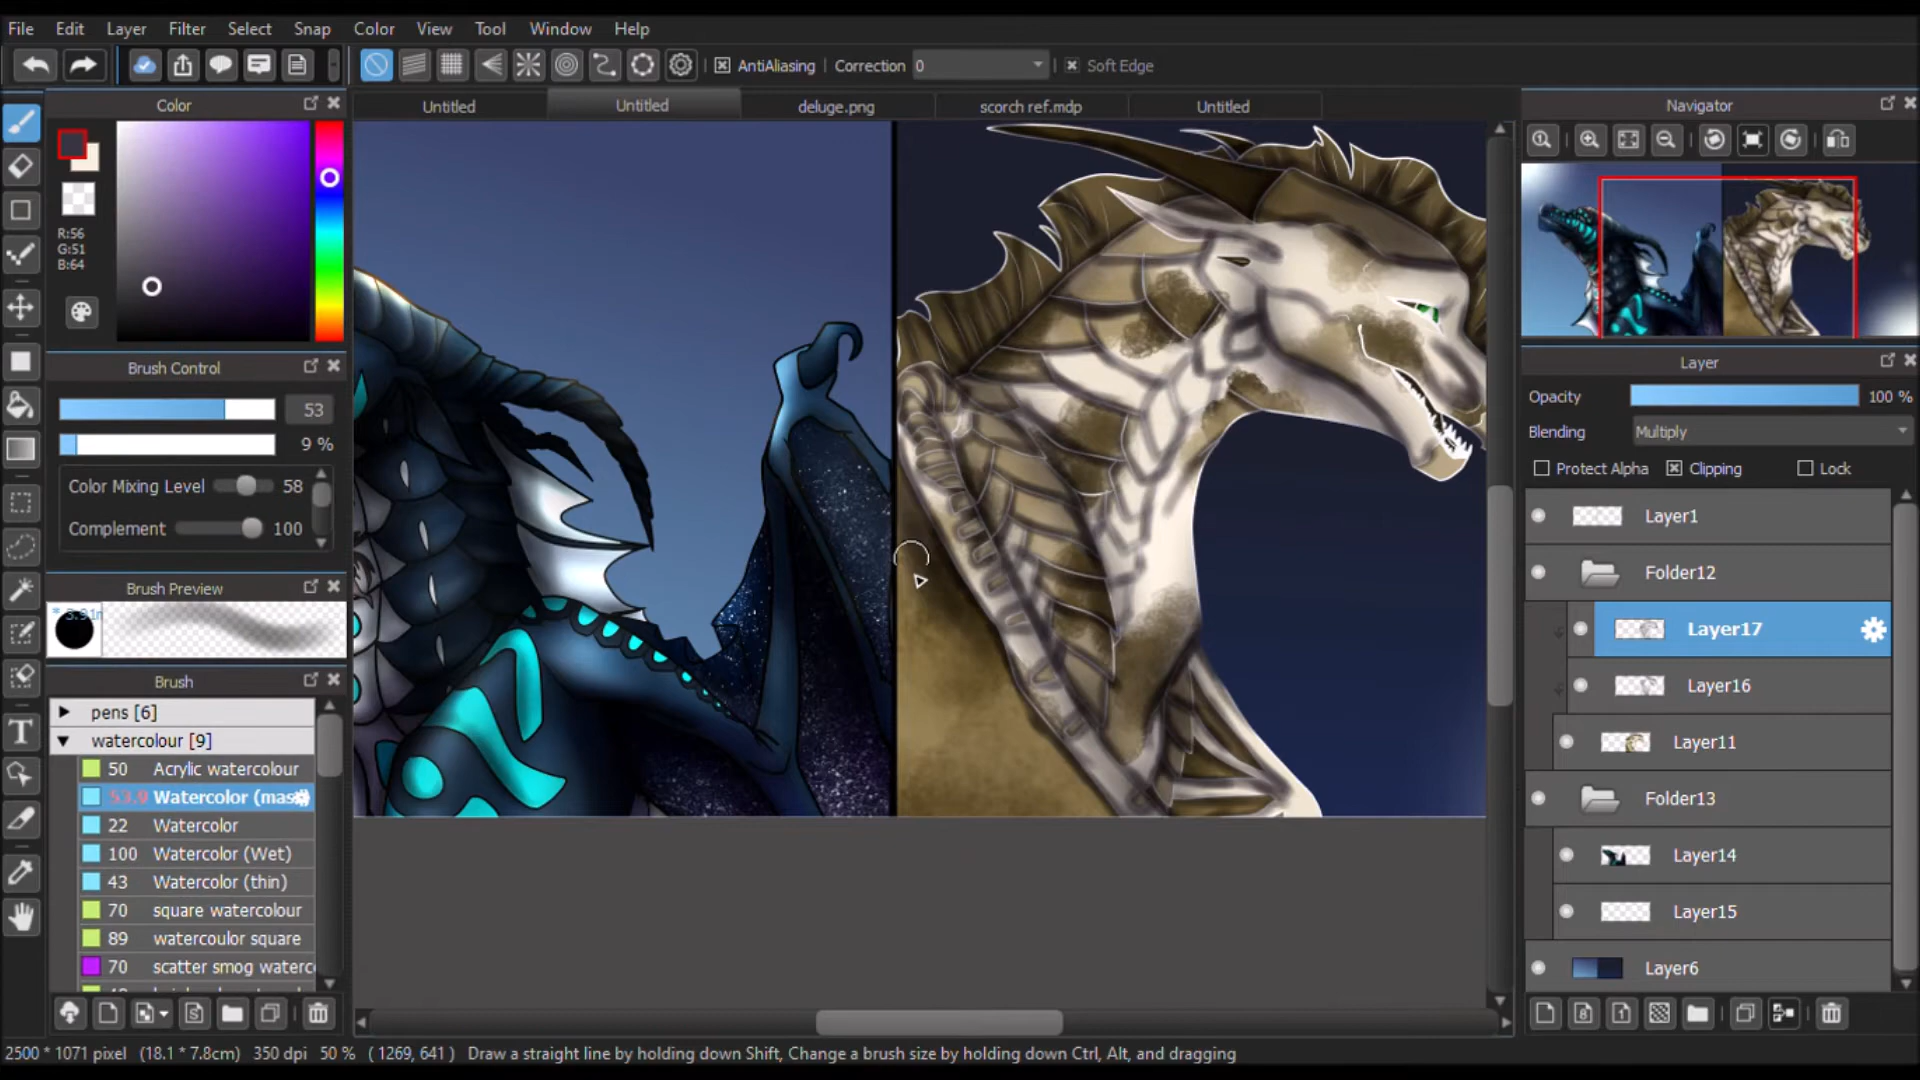 File Edit Layer Filter Select Snap Color View Tool Window Help
AntiAliasing Correction 0 Soft Edge
Color
Untitled Untitled deluge.png scorch ref.mdp Untitled
Navigator
R:56
G:51
B:64
Brush Control
53
9 %
Color Mixing Level 58
Complement 100
Brush Preview
Brush
pens [6]
watercolour [9]
50 Acrylic watercolour
53.9 Watercolor (mas
22 Watercolor
100 Watercolor (Wet)
43 Watercolor (thin)
70 square watercolour
89 watercoulor square
70 scatter smog waterc
Layer
Opacity 100 %
Blending Multiply
Protect Alpha Clipping Lock
Layer1
Folder12
Layer17
Layer16
Layer11
Folder13
Layer14
Layer15
Layer6
2500 * 1071 pixel (18.1 * 7.8cm) 350 dpi 50 % ( 1269, 641 ) Draw a straight line by holding down Shift, Change a brush size by holding down Ctrl, Alt, and dragging